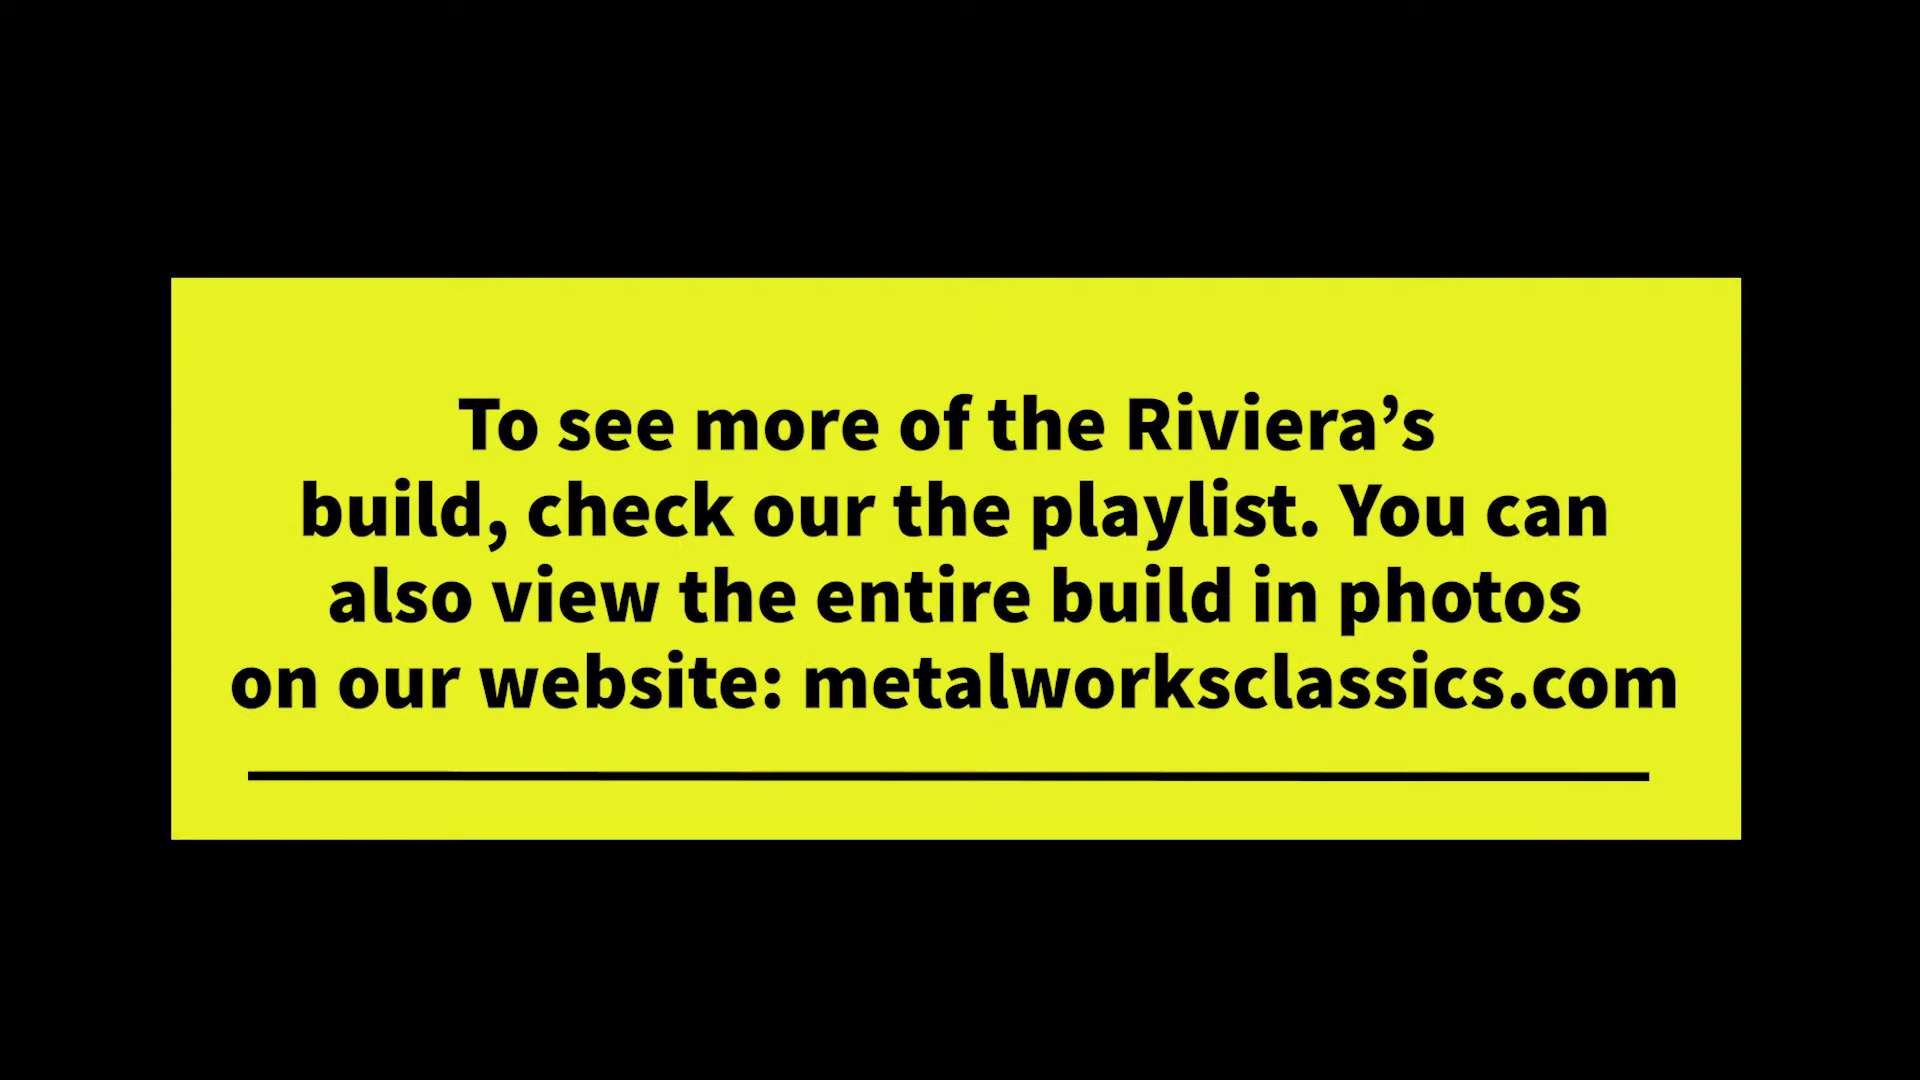 To see more of the Riviera’s
build, check our the playlist. You can
also view the entire build in photos
on our website: metalworksclassics.com